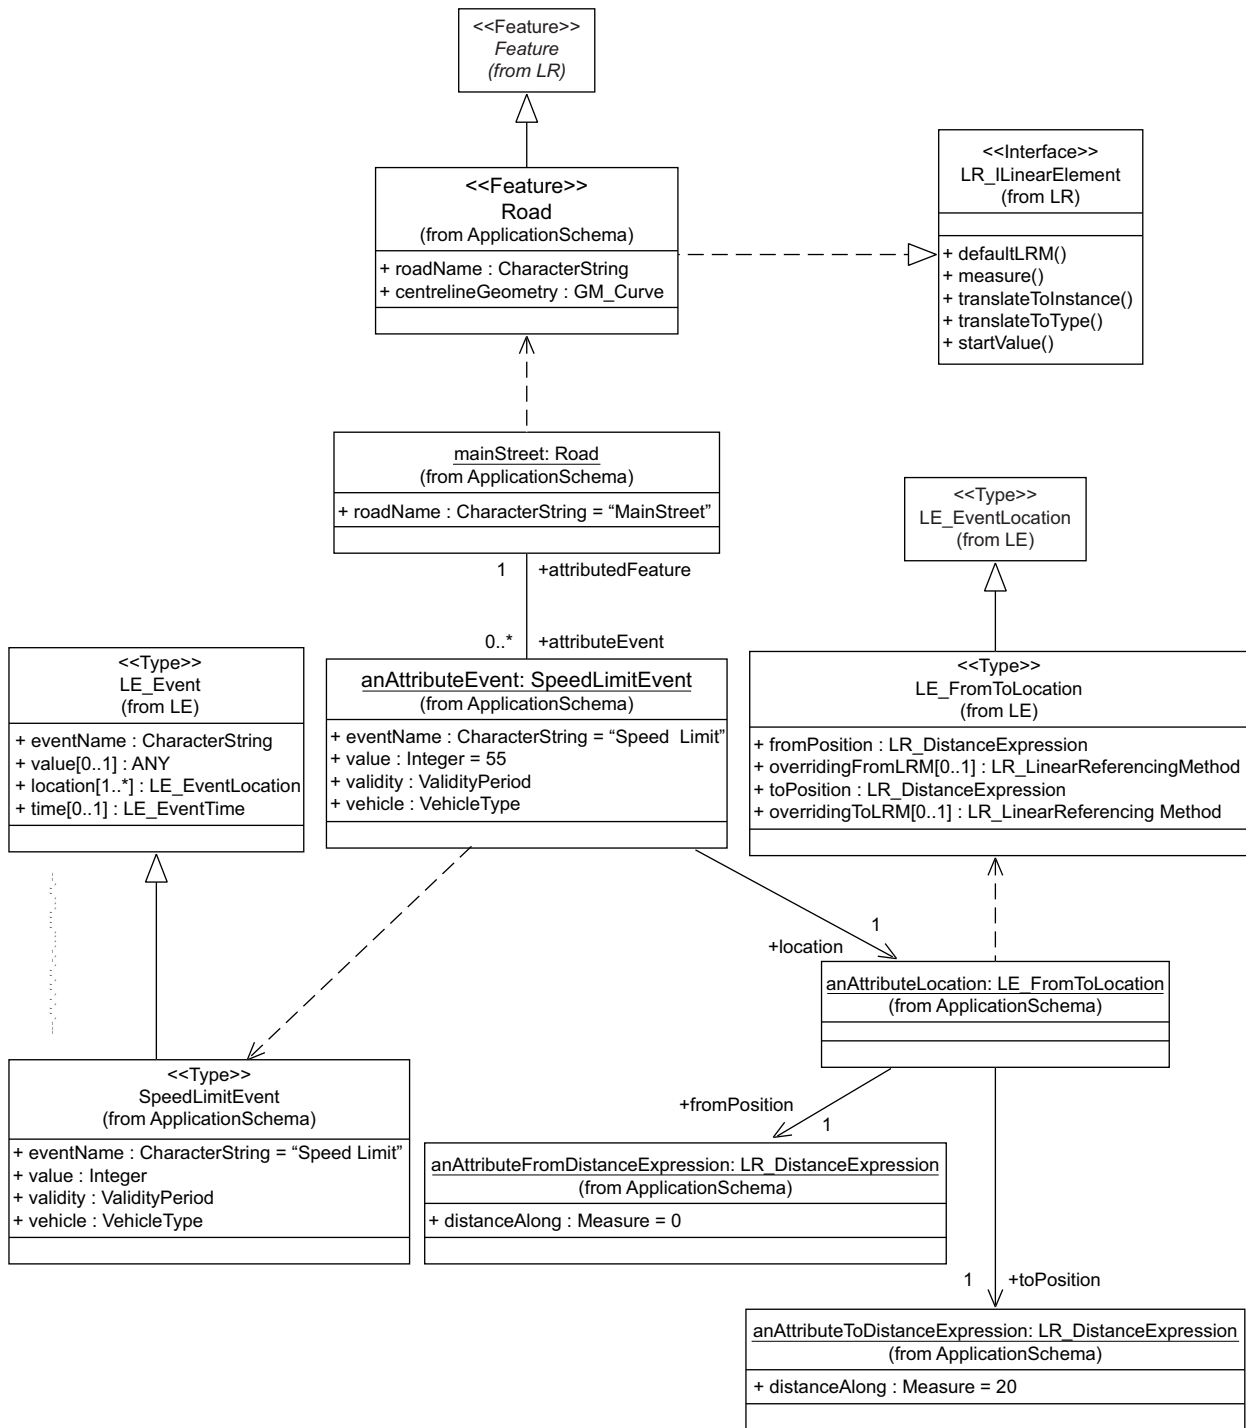 <<Feature>>
Feature
(from LR)
<<Interface>>
LR_ILinearElement
(from LR)
+ defaultLRM()
+ measure()
+ translateToInstance()
+ translateToType()
+ startValue()
<<Feature>>
Road
(from ApplicationSchema)
+ roadName : CharacterString
+ centrelineGeometry : GM_Curve
mainStreet: Road
(from ApplicationSchema)
+ roadName : CharacterString = “MainStreet”
<<Type>>
LE_EventLocation
(from LE)
1 +attributedFeature
0..* +attributeEvent
<<Type>>
LE_Event
(from LE)
+ eventName : CharacterString
+ value[0..1] : ANY
+ location[1..*] : LE_EventLocation
+ time[0..1] : LE_EventTime
anAttributeEvent: SpeedLimitEvent
(from ApplicationSchema)
+ eventName : CharacterString = “Speed Limit”
+ value : Integer = 55
+ validity : ValidityPeriod
+ vehicle : VehicleType
<<Type>>
LE_FromToLocation
(from LE)
+ fromPosition : LR_DistanceExpression
+ overridingFromLRM[0..1] : LR_LinearReferencingMethod
+ toPosition : LR_DistanceExpression
+ overridingToLRM[0..1] : LR_LinearReferencing Method
1
+location
anAttributeLocation: LE_FromToLocation
(from ApplicationSchema)
<<Type>>
SpeedLimitEvent
(from ApplicationSchema)
+ eventName : CharacterString = “Speed Limit”
+ value : Integer
+ validity : ValidityPeriod
+ vehicle : VehicleType
+fromPosition
1
anAttributeFromDistanceExpression: LR_DistanceExpression
(from ApplicationSchema)
+ distanceAlong : Measure = 0
1 +toPosition
anAttributeToDistanceExpression: LR_DistanceExpression
(from ApplicationSchema)
+ distanceAlong : Measure = 20